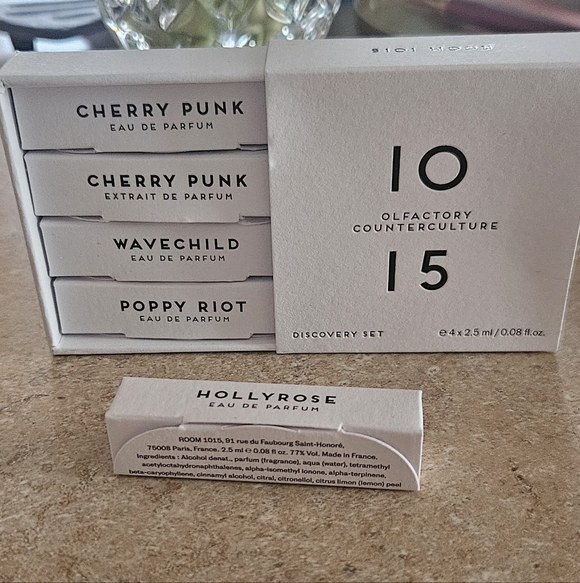 ROOM 1015
CHERRY PUNK
EAU DE PARFUM
CHERRY PUNK
EXTRAIT DE PARFUM
WAVECHILD
EAU DE PARFUM
POPPY RIOT
EAU DE PARFUM
10
OLFACTORY
COUNTERCULTURE
15
DISCOVERY SET
℮ 4 x 2.5 ml / 0.08 fl.oz.
HOLLYROSE
EAU DE PARFUM
ROOM 1015, 91 rue du Faubourg Saint-Honoré,
75008 Paris, France. 2.5 ml ℮ 0.08 fl oz. 77% Vol. Made in France.
Ingredients : Alcohol denat., parfum (fragrance), aqua (water), tetramethyl
acetyloctahydronaphthalenes, alpha-isomethyl ionone, alpha-terpinene,
beta-caryophyllene, cinnamyl alcohol, citral, citronellol, citrus limon (lemon) peel